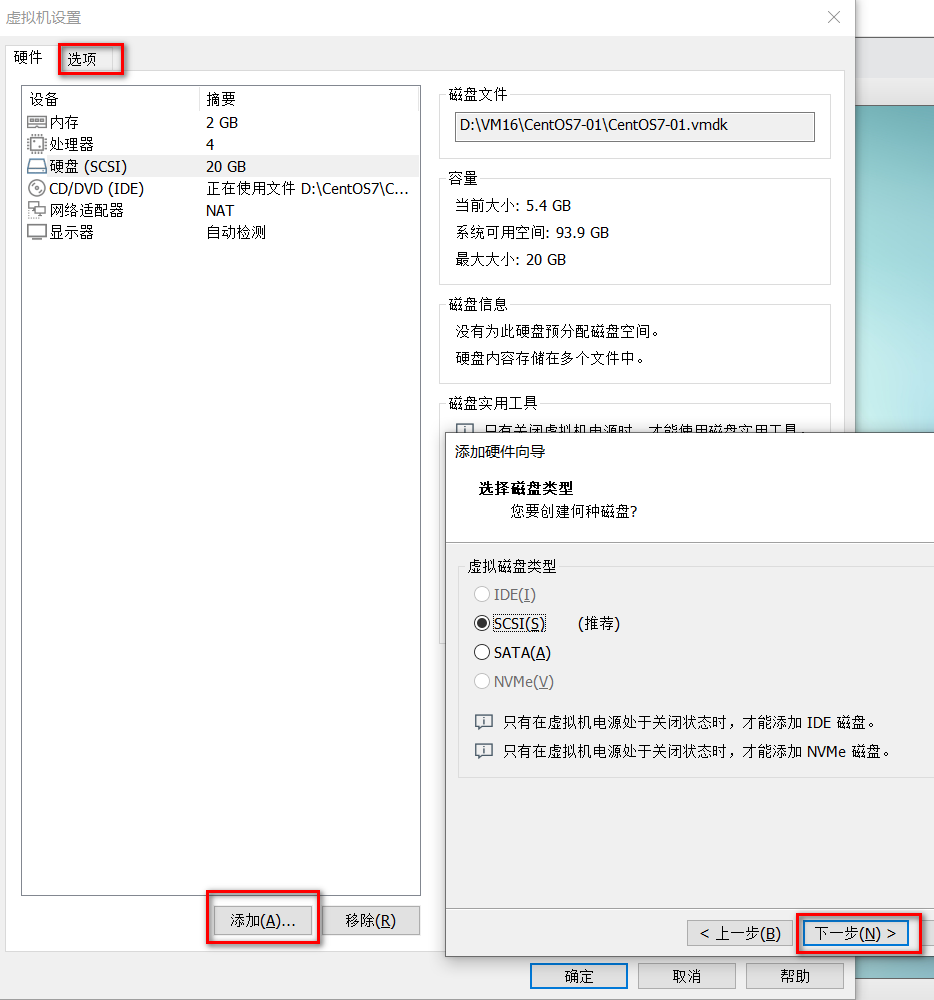 虚拟机设置
硬件 选项
设备 摘要
内存 2 GB
处理器 4
硬盘 (SCSI) 20 GB
CD/DVD (IDE) 正在使用文件 D:\CentOS7\C...
网络适配器 NAT
显示器 自动检测
添加(A)... 移除(R)
磁盘文件
D:\VM16\CentOS7-01\CentOS7-01.vmdk
容量
当前大小: 5.4 GB
系统可用空间: 93.9 GB
最大大小: 20 GB
磁盘信息
没有为此硬盘预分配磁盘空间。
硬盘内容存储在多个文件中。
磁盘实用工具
只有关闭虚拟机电源时，才能使用磁盘实用工具。
添加硬件向导
选择磁盘类型
您要创建何种磁盘?
虚拟磁盘类型
IDE(I)
SCSI(S) (推荐)
SATA(A)
NVMe(V)
只有在虚拟机电源处于关闭状态时，才能添加 IDE 磁盘。
只有在虚拟机电源处于关闭状态时，才能添加 NVMe 磁盘。
< 上一步(B) 下一步(N) >
确定 取消 帮助